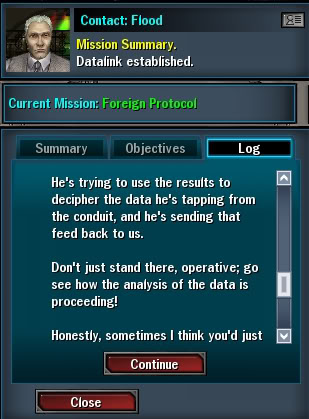 Contact: Flood
Mission Summary.
Datalink established.
Current Mission: Foreign Protocol
Summary
Objectives
Log
He's trying to use the results to
decipher the data he's tapping from
the conduit, and he's sending that
feed back to us.
Don't just stand there, operative; go
see how the analysis of the data is
proceeding!
Honestly, sometimes I think you'd just
Continue
Close